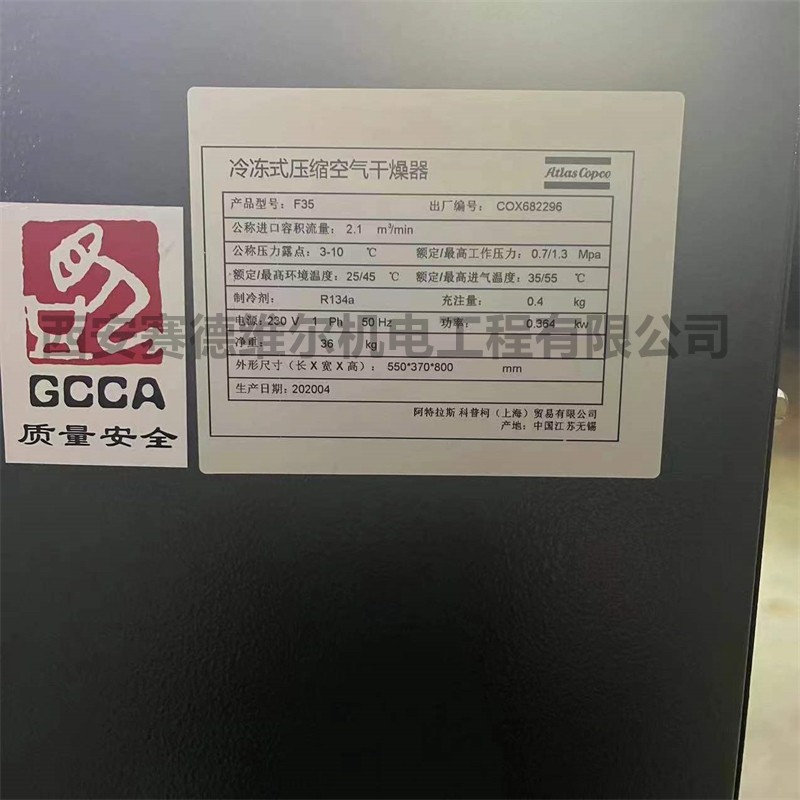 冷冻式压缩空气干燥器
Atlas Copco
产品型号: F35 出厂编号: COX682296
公称进口容积流量: 2.1 m³/min
公称压力露点: 3-10 ℃ 额定/最高工作压力: 0.7/1.3 Mpa
额定/最高环境温度: 25/45 ℃ 额定/最高进气温度: 35/55 ℃
制冷剂: R134a 充注量: 0.4 kg
电源: 230 V 1 Ph 50 Hz 功率: 0.364 kw
净重: 36 kg
外形尺寸 (长X宽X高): 550*370*800 mm
生产日期: 202004
阿特拉斯 科普柯 (上海) 贸易有限公司
产地: 中国江苏无锡
GCCA
质量安全
西安赛德维尔机电工程有限公司